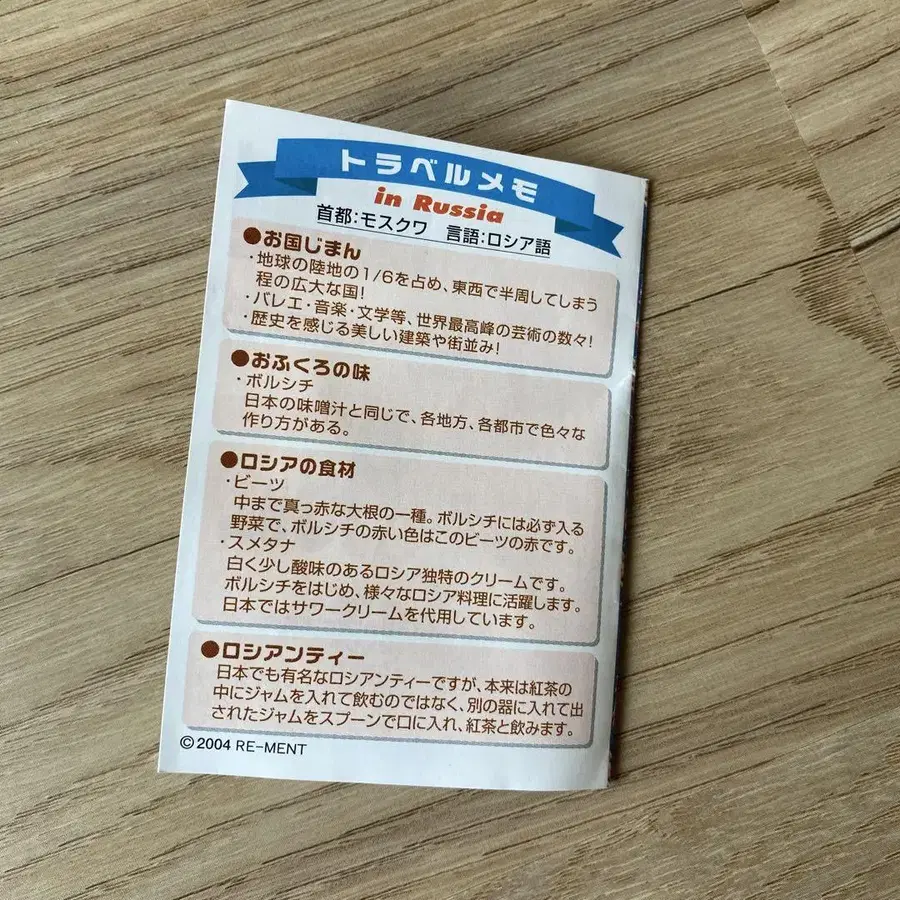 トラベルメモ
in Russia
首都:モスクワ 言語:ロシア語
●お国じまん
・地球の陸地の1/6を占め、東西で半周してしまう
程の広大な国!
・バレエ・音楽・文学等、世界最高峰の芸術の数々!
・歴史を感じる美しい建築や街並み!
●おふくろの味
・ボルシチ
日本の味噌汁と同じで、各地方、各都市で色々な
作り方がある。
●ロシアの食材
・ビーツ
中まで真っ赤な大根の一種。ボルシチには必ず入る
野菜で、ボルシチの赤い色はこのビーツの赤です。
・スメタナ
白く少し酸味のあるロシア独特のクリームです。
ボルシチをはじめ、様々なロシア料理に活躍します。
日本ではサワークリームを代用しています。
●ロシアンティー
日本でも有名なロシアンティーですが、本来は紅茶の
中にジャムを入れて飲むのではなく、別の器に入れて出
されたジャムをスプーンで口に入れ、紅茶と飲みます。
©2004 RE-MENT